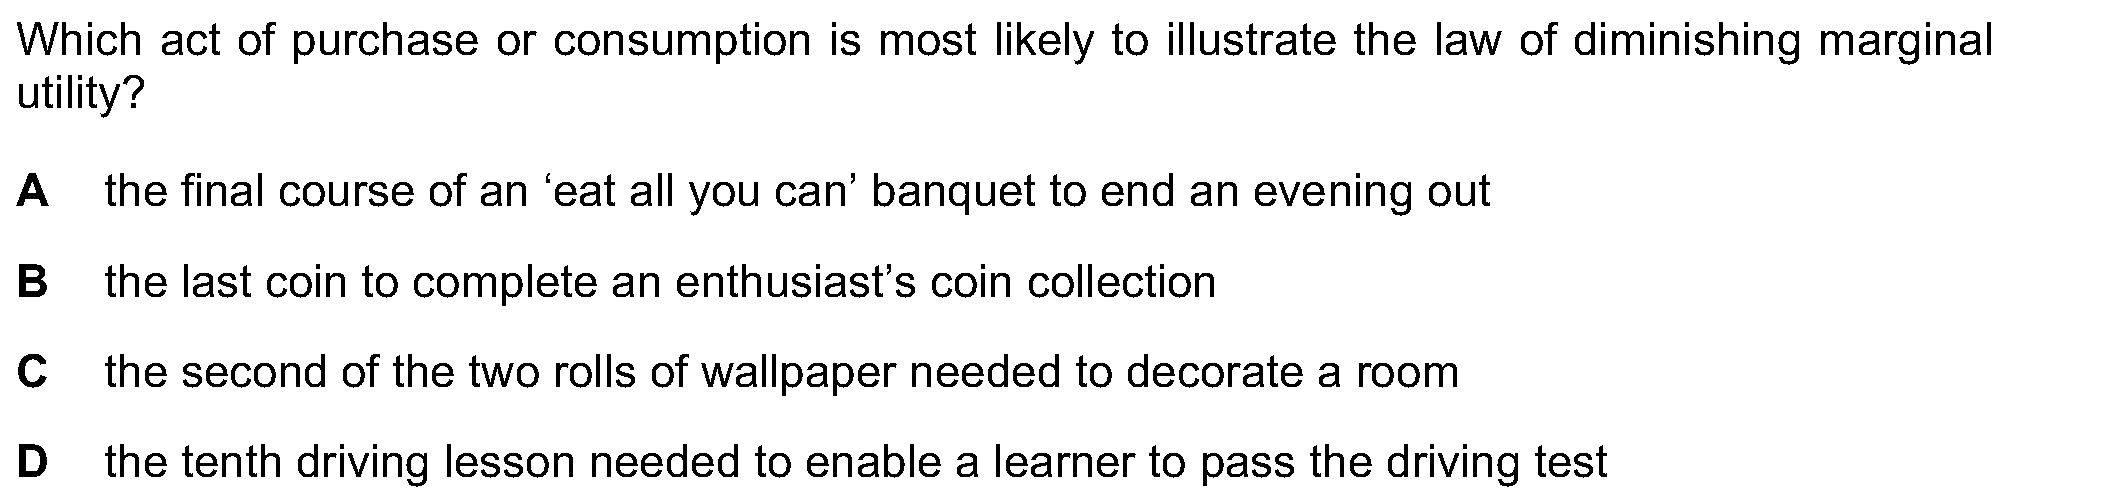 Which act of purchase or consumption is most likely to illustrate the law of diminishing marginal
utility?
A the final course of an ‘eat all you can’ banquet to end an evening out
B the last coin to complete an enthusiast’s coin collection
C the second of the two rolls of wallpaper needed to decorate a room
D the tenth driving lesson needed to enable a learner to pass the driving test